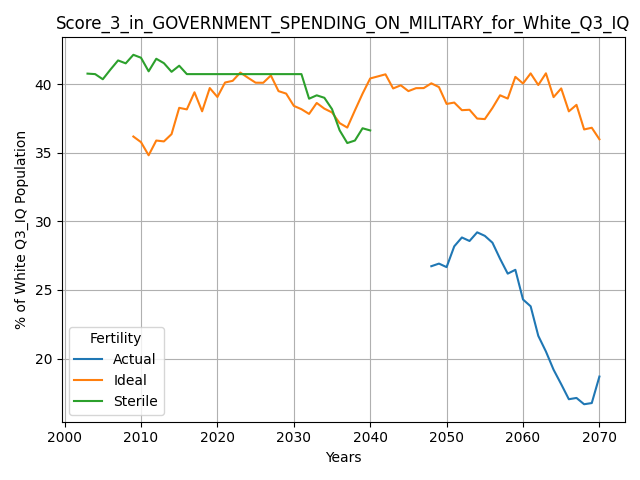 Score_3_in_GOVERNMENT_SPENDING_ON_MILITARY_for_White_Q3_IQ
% of White Q3_IQ Population
40
35
30
25
20
Fertility
Actual
Ideal
Sterile
2000 2010 2020 2030 2040 2050 2060 2070
Years